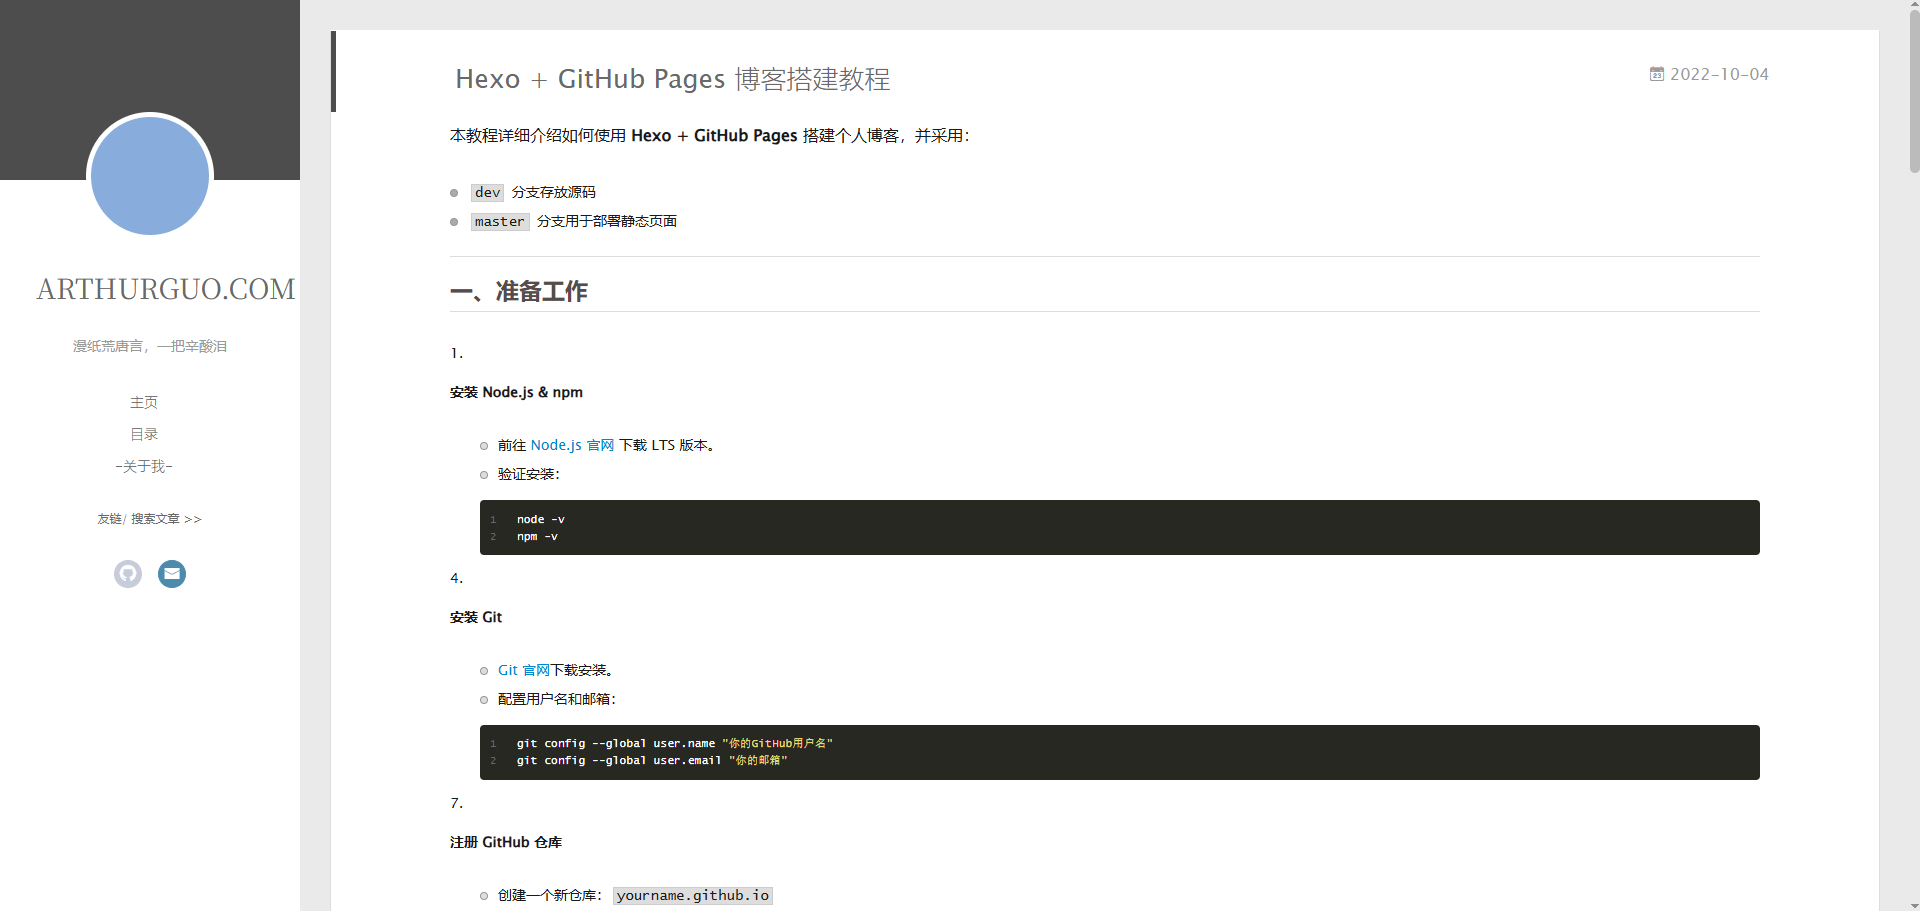 ARTHURGUO.COM
漫纸荒唐言，一把辛酸泪
主页
目录
-关于我-
友链/ 搜索文章 >>
Hexo + GitHub Pages 博客搭建教程
23 2022-10-04
本教程详细介绍如何使用 Hexo + GitHub Pages 搭建个人博客，并采用：
dev 分支存放源码
master 分支用于部署静态页面
一、准备工作
1.
安装 Node.js & npm
前往 Node.js 官网 下载 LTS 版本。
验证安装：
1 node -v
2 npm -v
4.
安装 Git
Git 官网下载安装。
配置用户名和邮箱：
1 git config --global user.name "你的GitHub用户名"
2 git config --global user.email "你的邮箱"
7.
注册 GitHub 仓库
创建一个新仓库： yourname.github.io